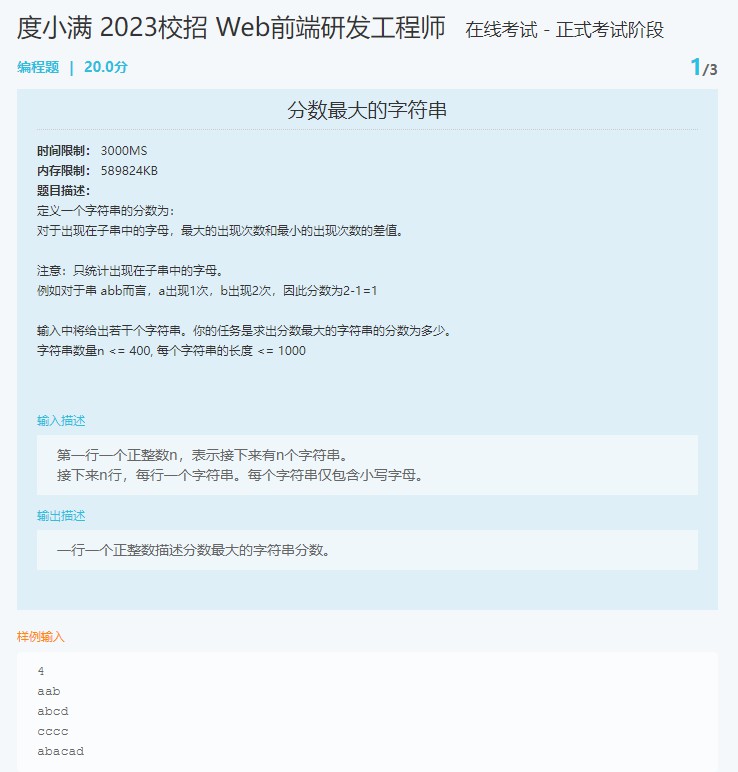 度小满 2023校招 Web前端研发工程师 在线考试 - 正式考试阶段
编程题 | 20.0分 1/3
分数最大的字符串
时间限制： 3000MS
内存限制： 589824KB
题目描述：
定义一个字符串的分数为：
对于出现在子串中的字母，最大的出现次数和最小的出现次数的差值。
注意：只统计出现在子串中的字母。
例如对于串 abb而言，a出现1次，b出现2次，因此分数为2-1=1
输入中将给出若干个字符串。你的任务是求出分数最大的字符串的分数为多少。
字符串数量n <= 400, 每个字符串的长度 <= 1000
输入描述
第一行一个正整数n，表示接下来有n个字符串。
接下来n行，每行一个字符串。每个字符串仅包含小写字母。
输出描述
一行一个正整数描述分数最大的字符串分数。
样例输入
4
aab
abcd
cccc
abacad